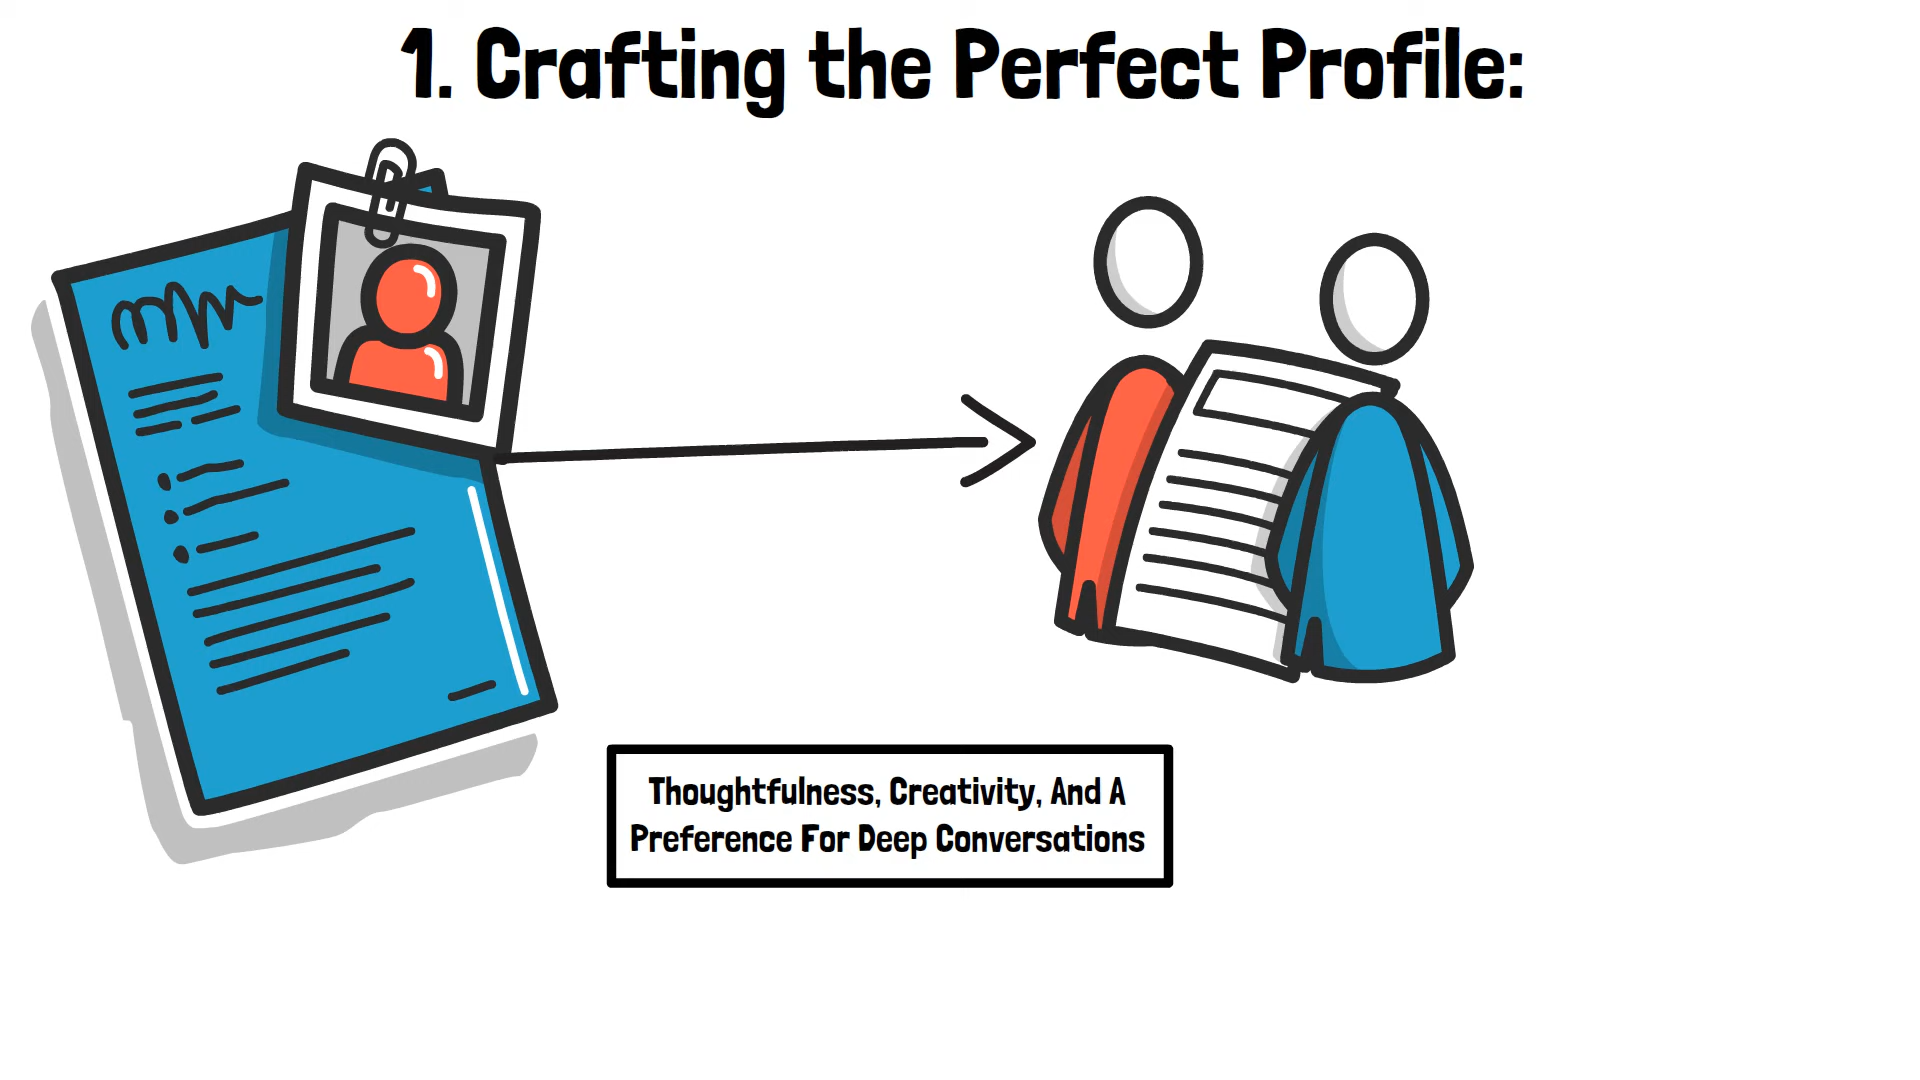 1. Crafting the Perfect Profile:
Thoughtfulness, Creativity, And A
Preference For Deep Conversations